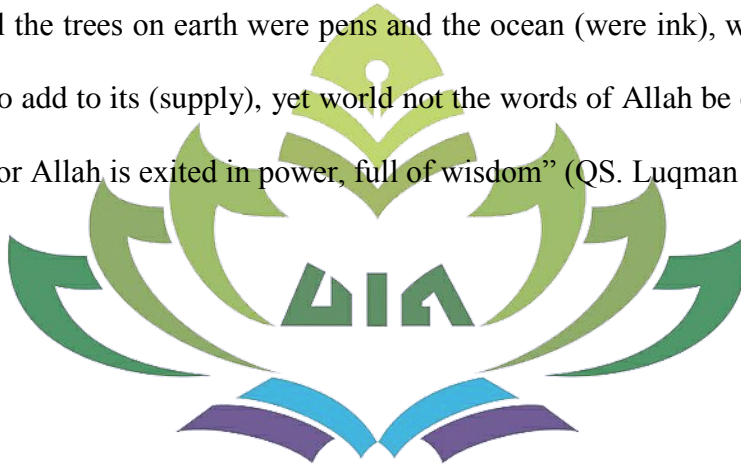 l the trees on earth were pens and the ocean (were ink), w
o add to its (supply), yet world not the words of Allah be
or Allah is exited in power, full of wisdom” (QS. Luqman
UIN